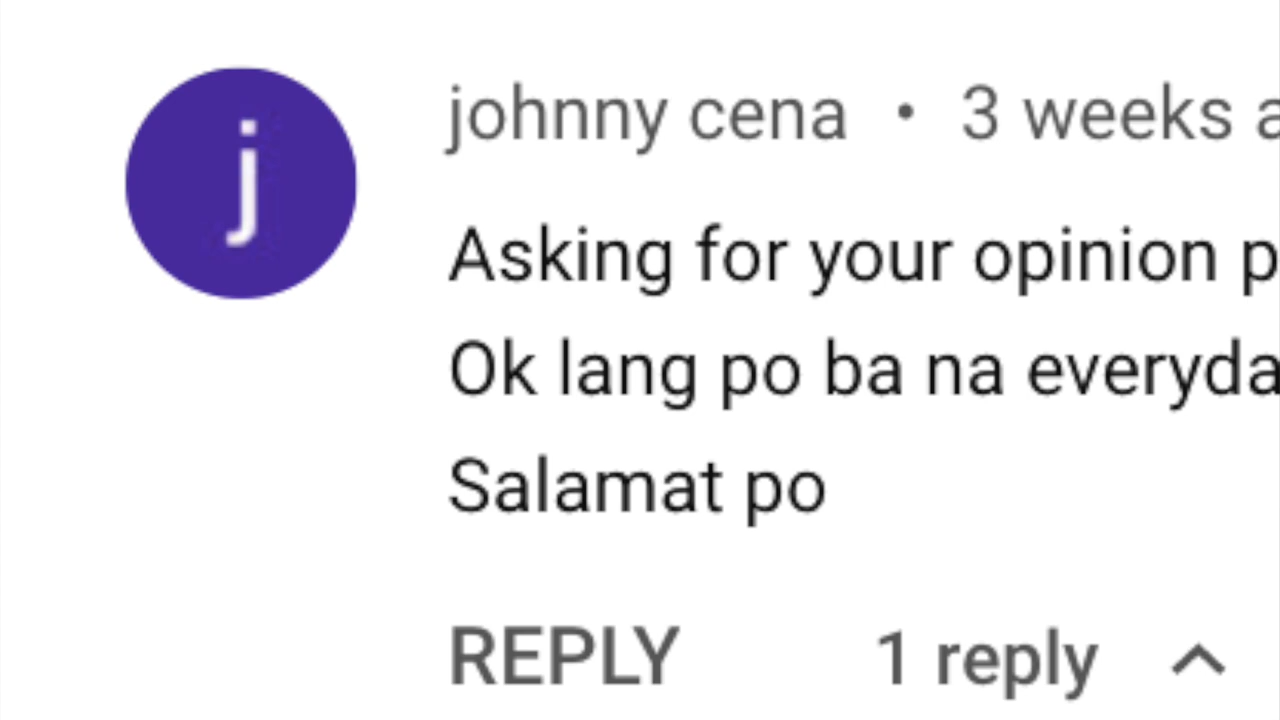 j
johnny cena • 3 weeks
Asking for your opinion
Ok lang po ba na
Salamat po
REPLY 1 reply